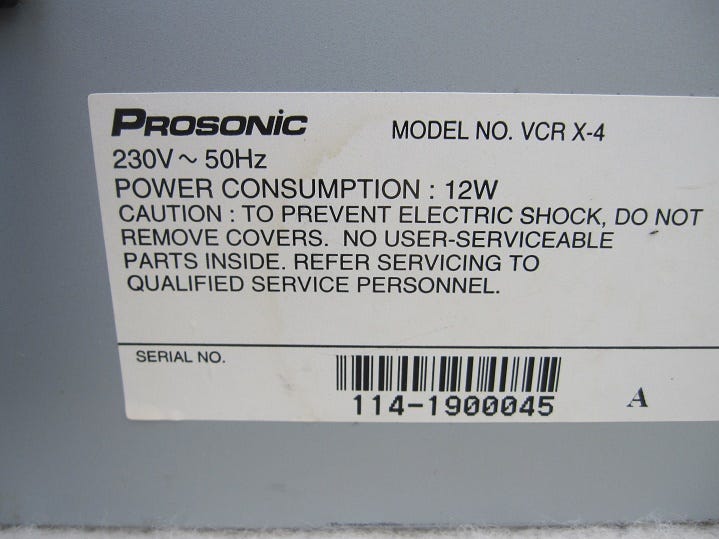 PROSONIC MODEL NO. VCR X-4
230V ~ 50Hz
POWER CONSUMPTION : 12W
CAUTION : TO PREVENT ELECTRIC SHOCK, DO NOT
REMOVE COVERS. NO USER-SERVICEABLE
PARTS INSIDE. REFER SERVICING TO
QUALIFIED SERVICE PERSONNEL.
SERIAL NO.
114-1900045 A